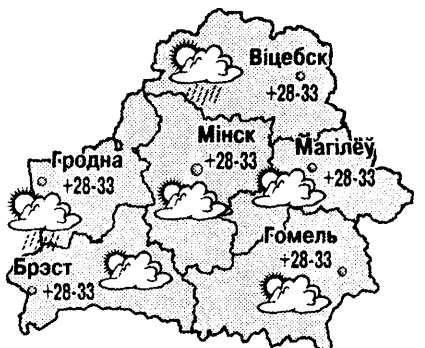 Віцебск
+28-33
Мінск
+28-33
Магілёў
+28-33
Гродна
+28-33
Гомель
+28-33
Брэст
+28-33